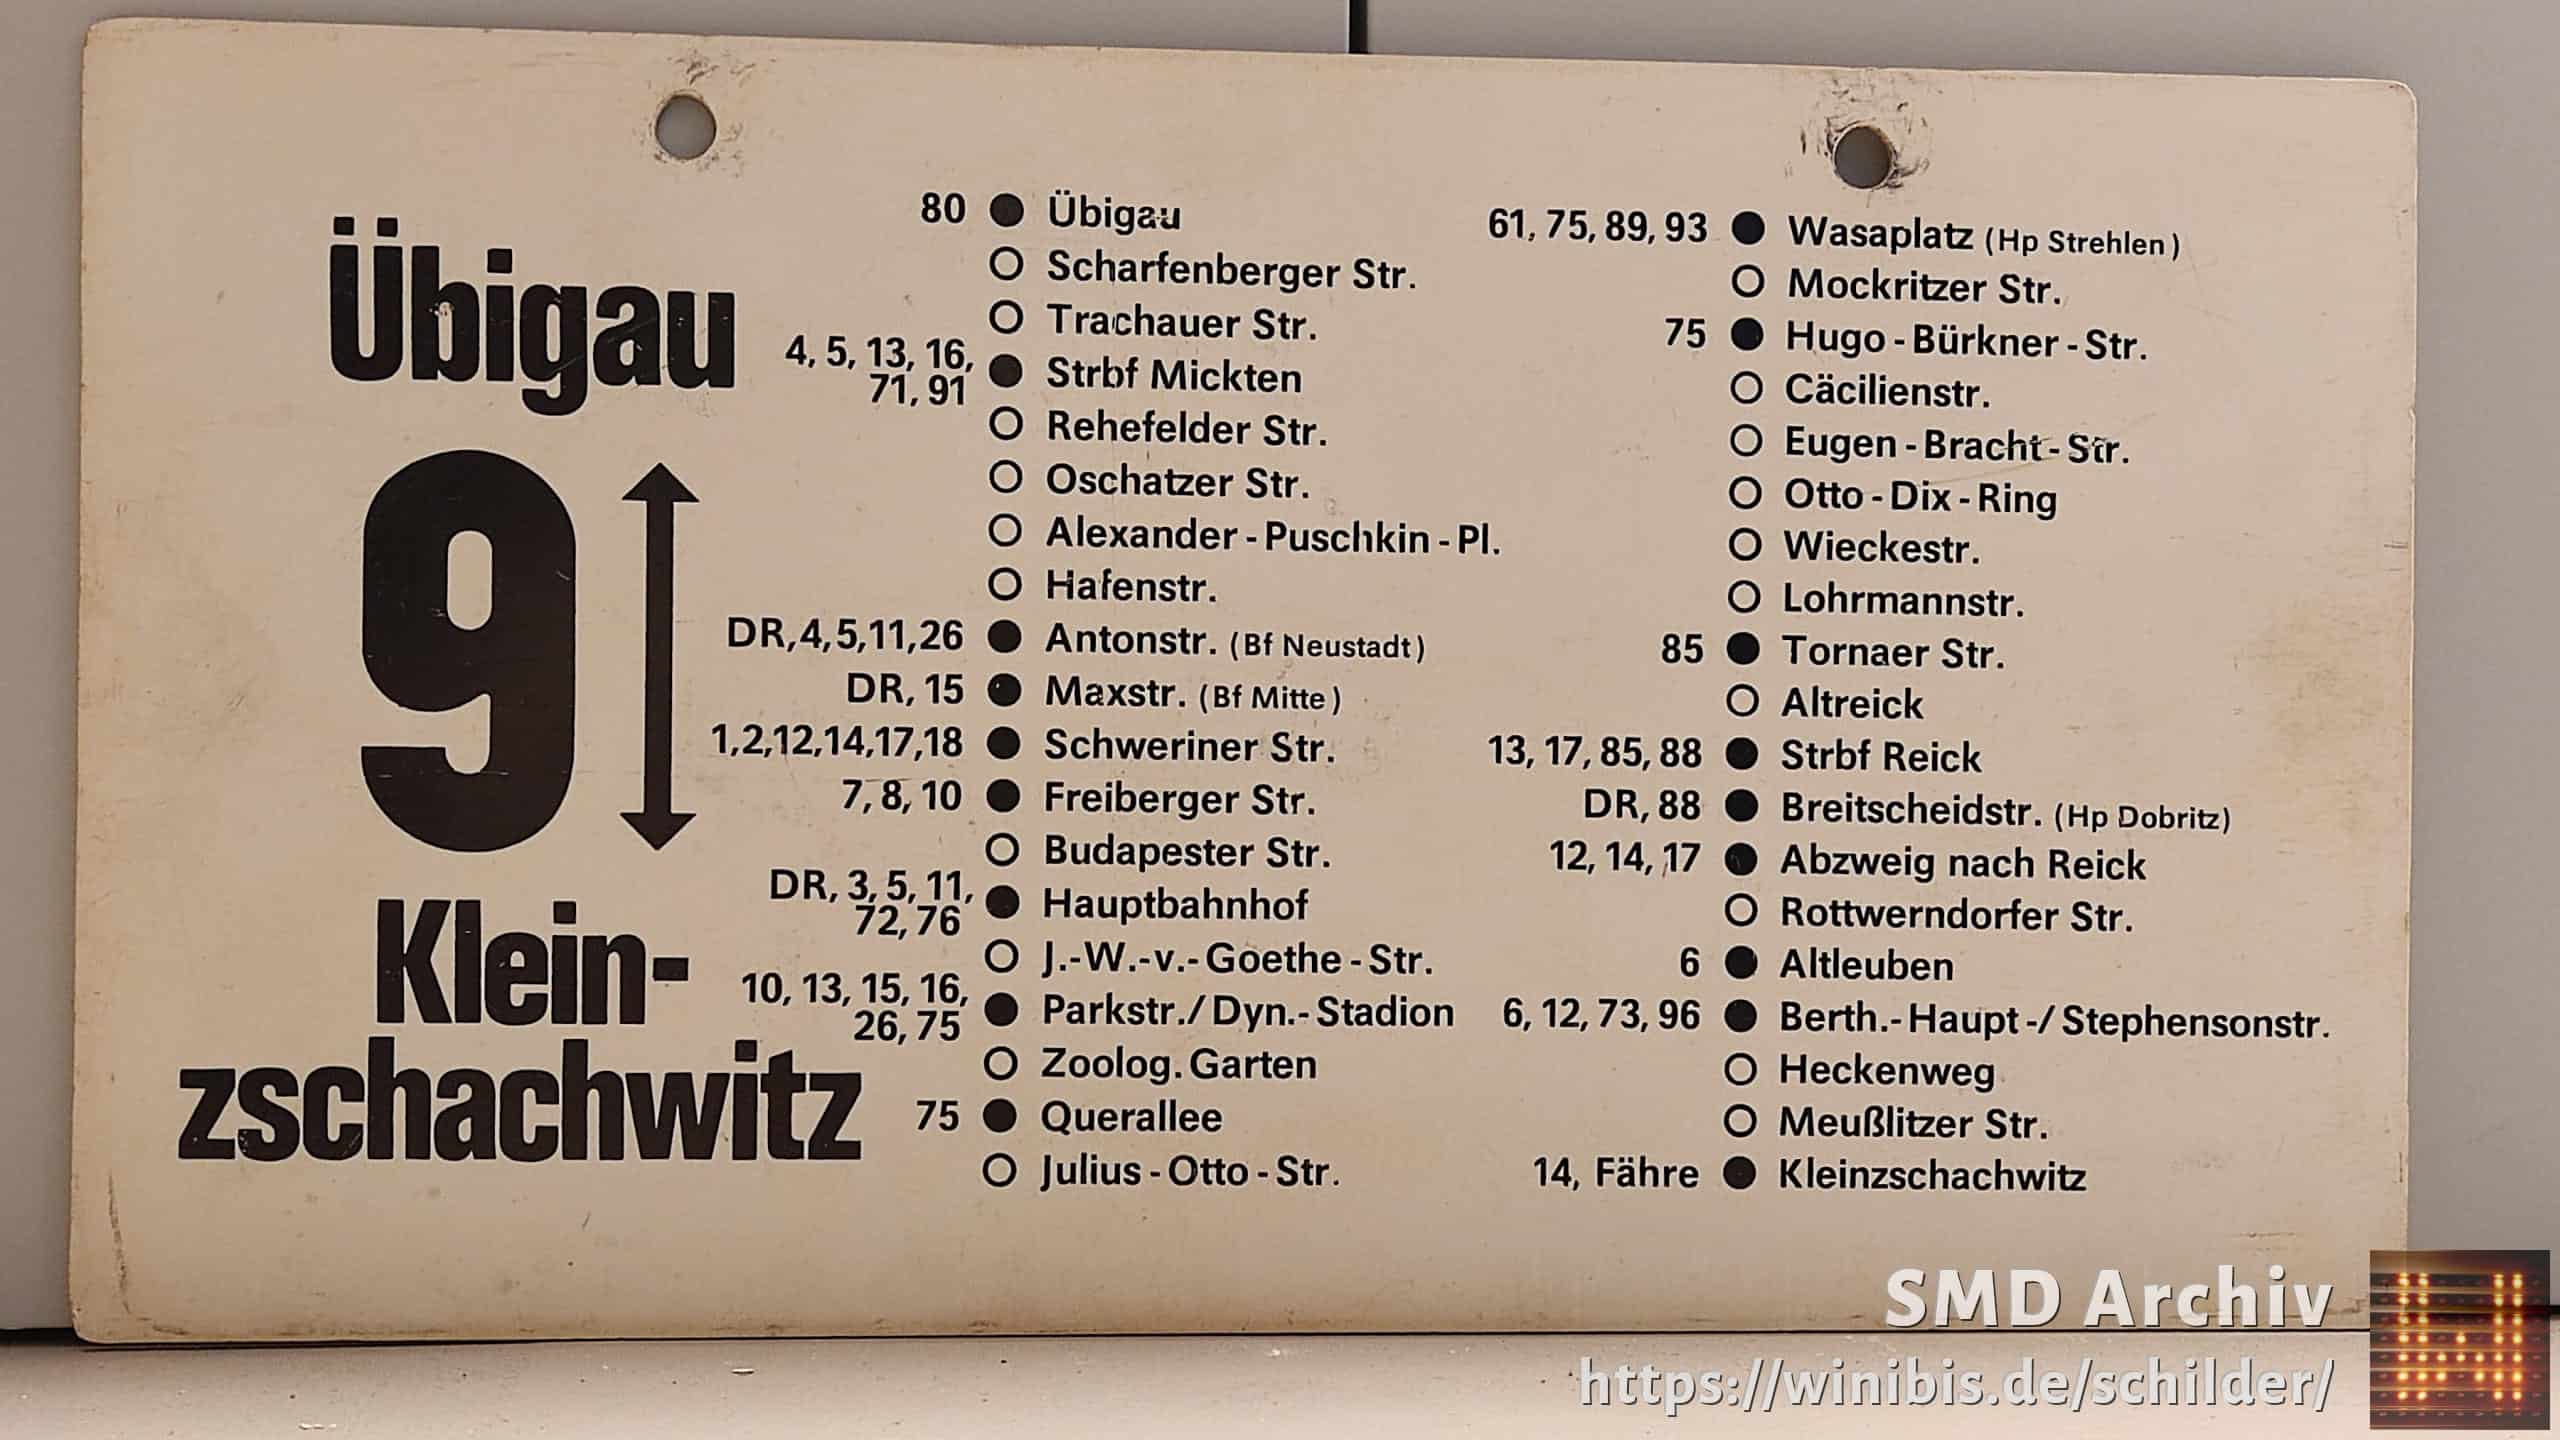 Übigau
9
Klein-
zschachwitz
80 Übigau
Scharfenberger Str.
Trachauer Str.
4, 5, 13, 16,
71, 91 Strbf Mickten
Rehefelder Str.
Oschatzer Str.
Alexander-Puschkin-Pl.
Hafenstr.
DR,4,5,11,26 Antonstr. (Bf Neustadt)
DR, 15 Maxstr. (Bf Mitte)
1,2,12,14,17,18 Schweriner Str.
7, 8, 10 Freiberger Str.
Budapester Str.
DR, 3, 5, 11,
72, 76 Hauptbahnhof
J.-W.-v.-Goethe-Str.
10, 13, 15, 16,
26, 75 Parkstr./Dyn.-Stadion
Zoolog. Garten
75 Querallee
Julius-Otto-Str.
61, 75, 89, 93 Wasaplatz (Hp Strehlen)
Mockritzer Str.
75 Hugo-Bürkner-Str.
Cäcilienstr.
Eugen-Bracht-Str.
Otto-Dix-Ring
Wieckestr.
Lohrmannstr.
85 Tornaer Str.
Altreick
13, 17, 85, 88 Strbf Reick
DR, 88 Breitscheidstr. (Hp Dobritz)
12, 14, 17 Abzweig nach Reick
Rottwerndorfer Str.
6 Altleuben
6, 12, 73, 96 Berth.-Haupt-/Stephensonstr.
Heckenweg
Meußlitzer Str.
14, Fähre Kleinzschachwitz
SMD Archiv
https://winibis.de/schilder/